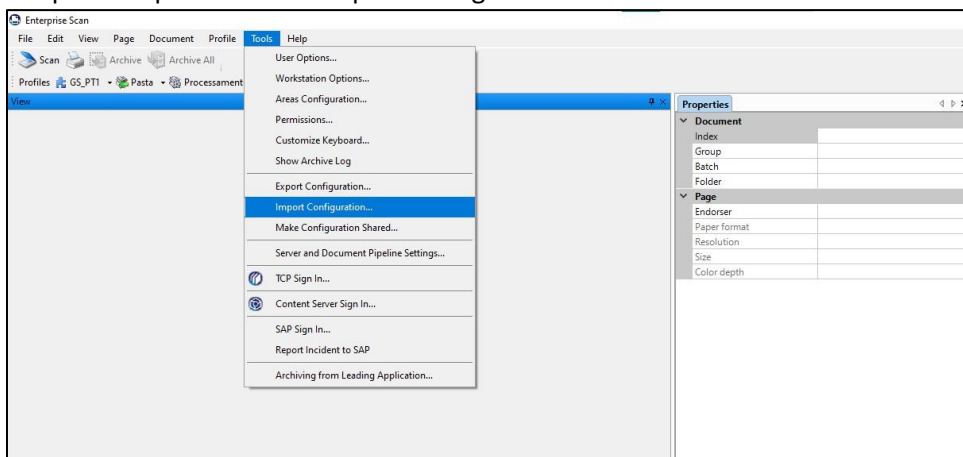 Enterprise Scan
File Edit View Page Document Profile Tools Help
Scan Archive Archive All
Profiles GS_PT1 Pasta Processament
View
User Options...
Workstation Options...
Areas Configuration...
Permissions...
Customize Keyboard...
Show Archive Log
Export Configuration...
Import Configuration...
Make Configuration Shared...
Server and Document Pipeline Settings...
TCP Sign In...
Content Server Sign In...
SAP Sign In...
Report Incident to SAP
Archiving from Leading Application...
Properties
Document
Index
Group
Batch
Folder
Page
Endorser
Paper format
Resolution
Size
Color depth